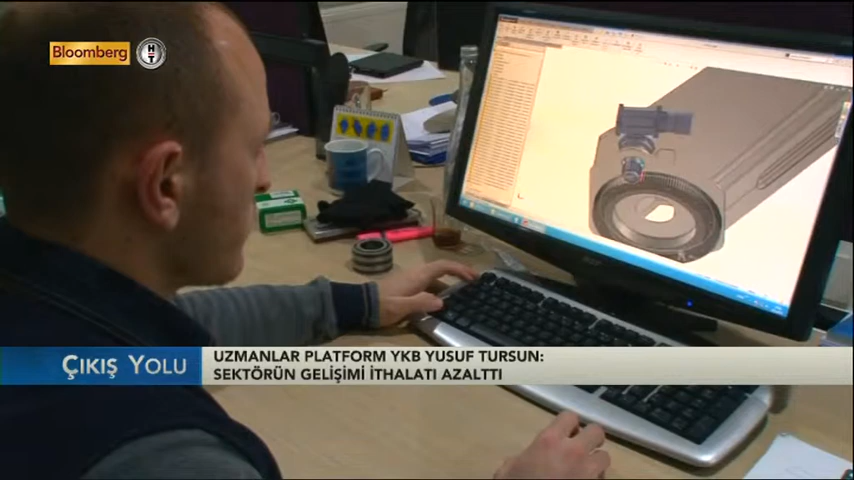 Bloomberg HT
ÇIKIŞ YOLU
UZMANLAR PLATFORM YKB YUSUF TURSUN:
SEKTÖRÜN GELİŞİMİ İTHALATI AZALTTI
acer